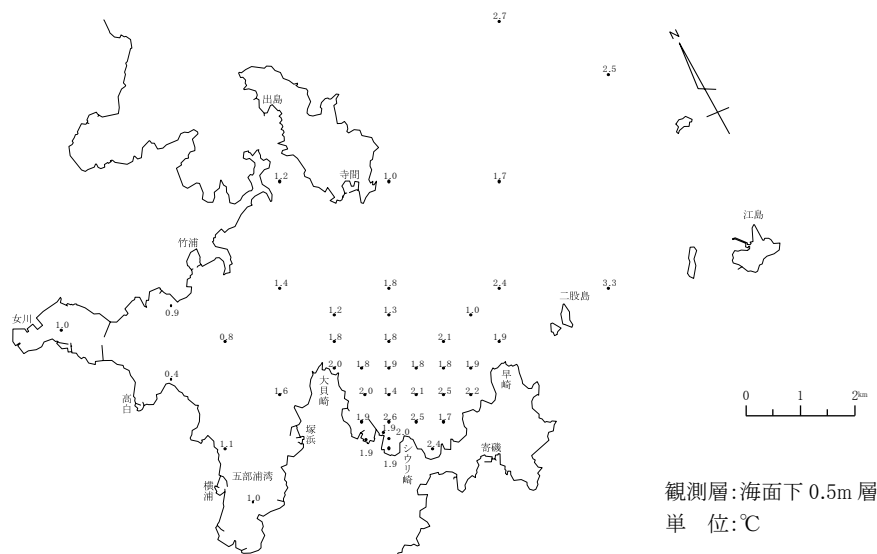 2.7
2.5
N
出島
1.2
寺間
1.0
1.7
江島
竹浦
1.4
1.8
2.4
3.3
二股島
女川
1.0
0.9
1.2
1.3
1.0
0.8
1.8
1.8
2.1
1.9
2.0
1.8
1.9
1.8
1.8
1.9
高白
0.4
1.6
大貝崎
2.0
1.4
2.1
2.5
2.2
早崎
0 1 2km
1.9
2.6
2.5
1.7
1.9
2.0
塚浜
1.1
1.9
1.9
シウリ崎
2.4
寄磯
横浦
五部浦湾
1.0
観測層:海面下 0.5m 層
単 位:℃